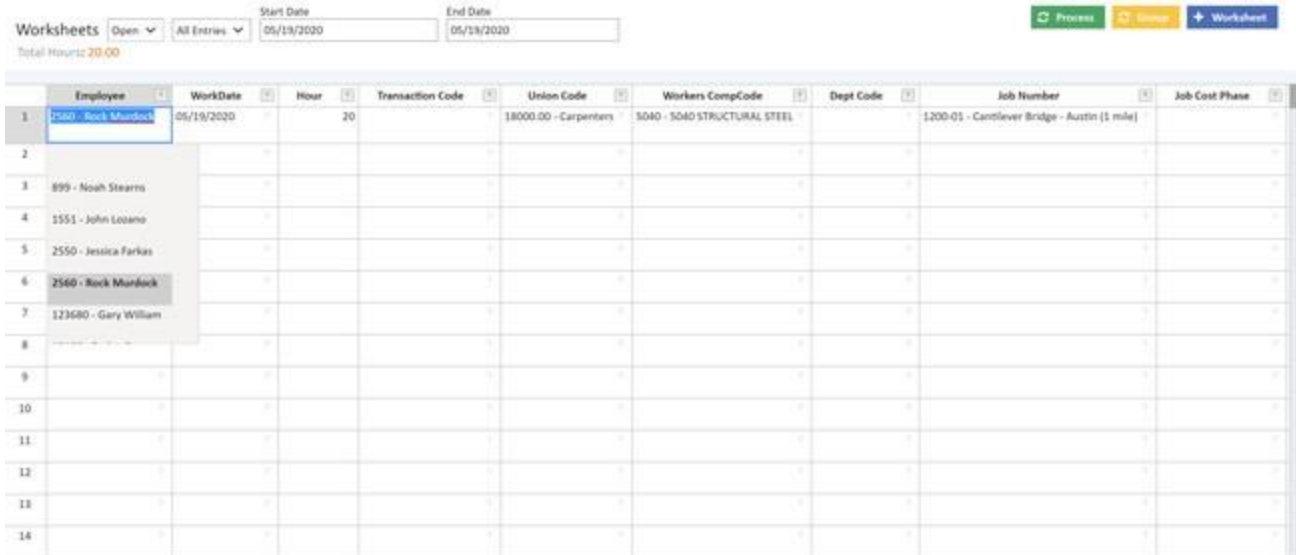 Start Date End Date
Worksheets Open All Entries 05/19/2020 05/19/2020 Process Group + Worksheet
Total Hours: 20.00
Employee WorkDate Hour Transaction Code Union Code Workers CompCode Dept Code Job Number Job Cost Phase
1 2560 - Rock Murdock 05/19/2020 20 18000.00 - Carpenters 5040 - 5040 STRUCTURAL STEEL 1200-01 - Cantilever Bridge - Austin (1 mile)
2
3 899 - Noah Stearns
4 1551 - John Lozano
5 2550 - Jessica Farkas
6 2560 - Rock Murdock
7 123680 - Gary William
8
9
10
11
12
13
14